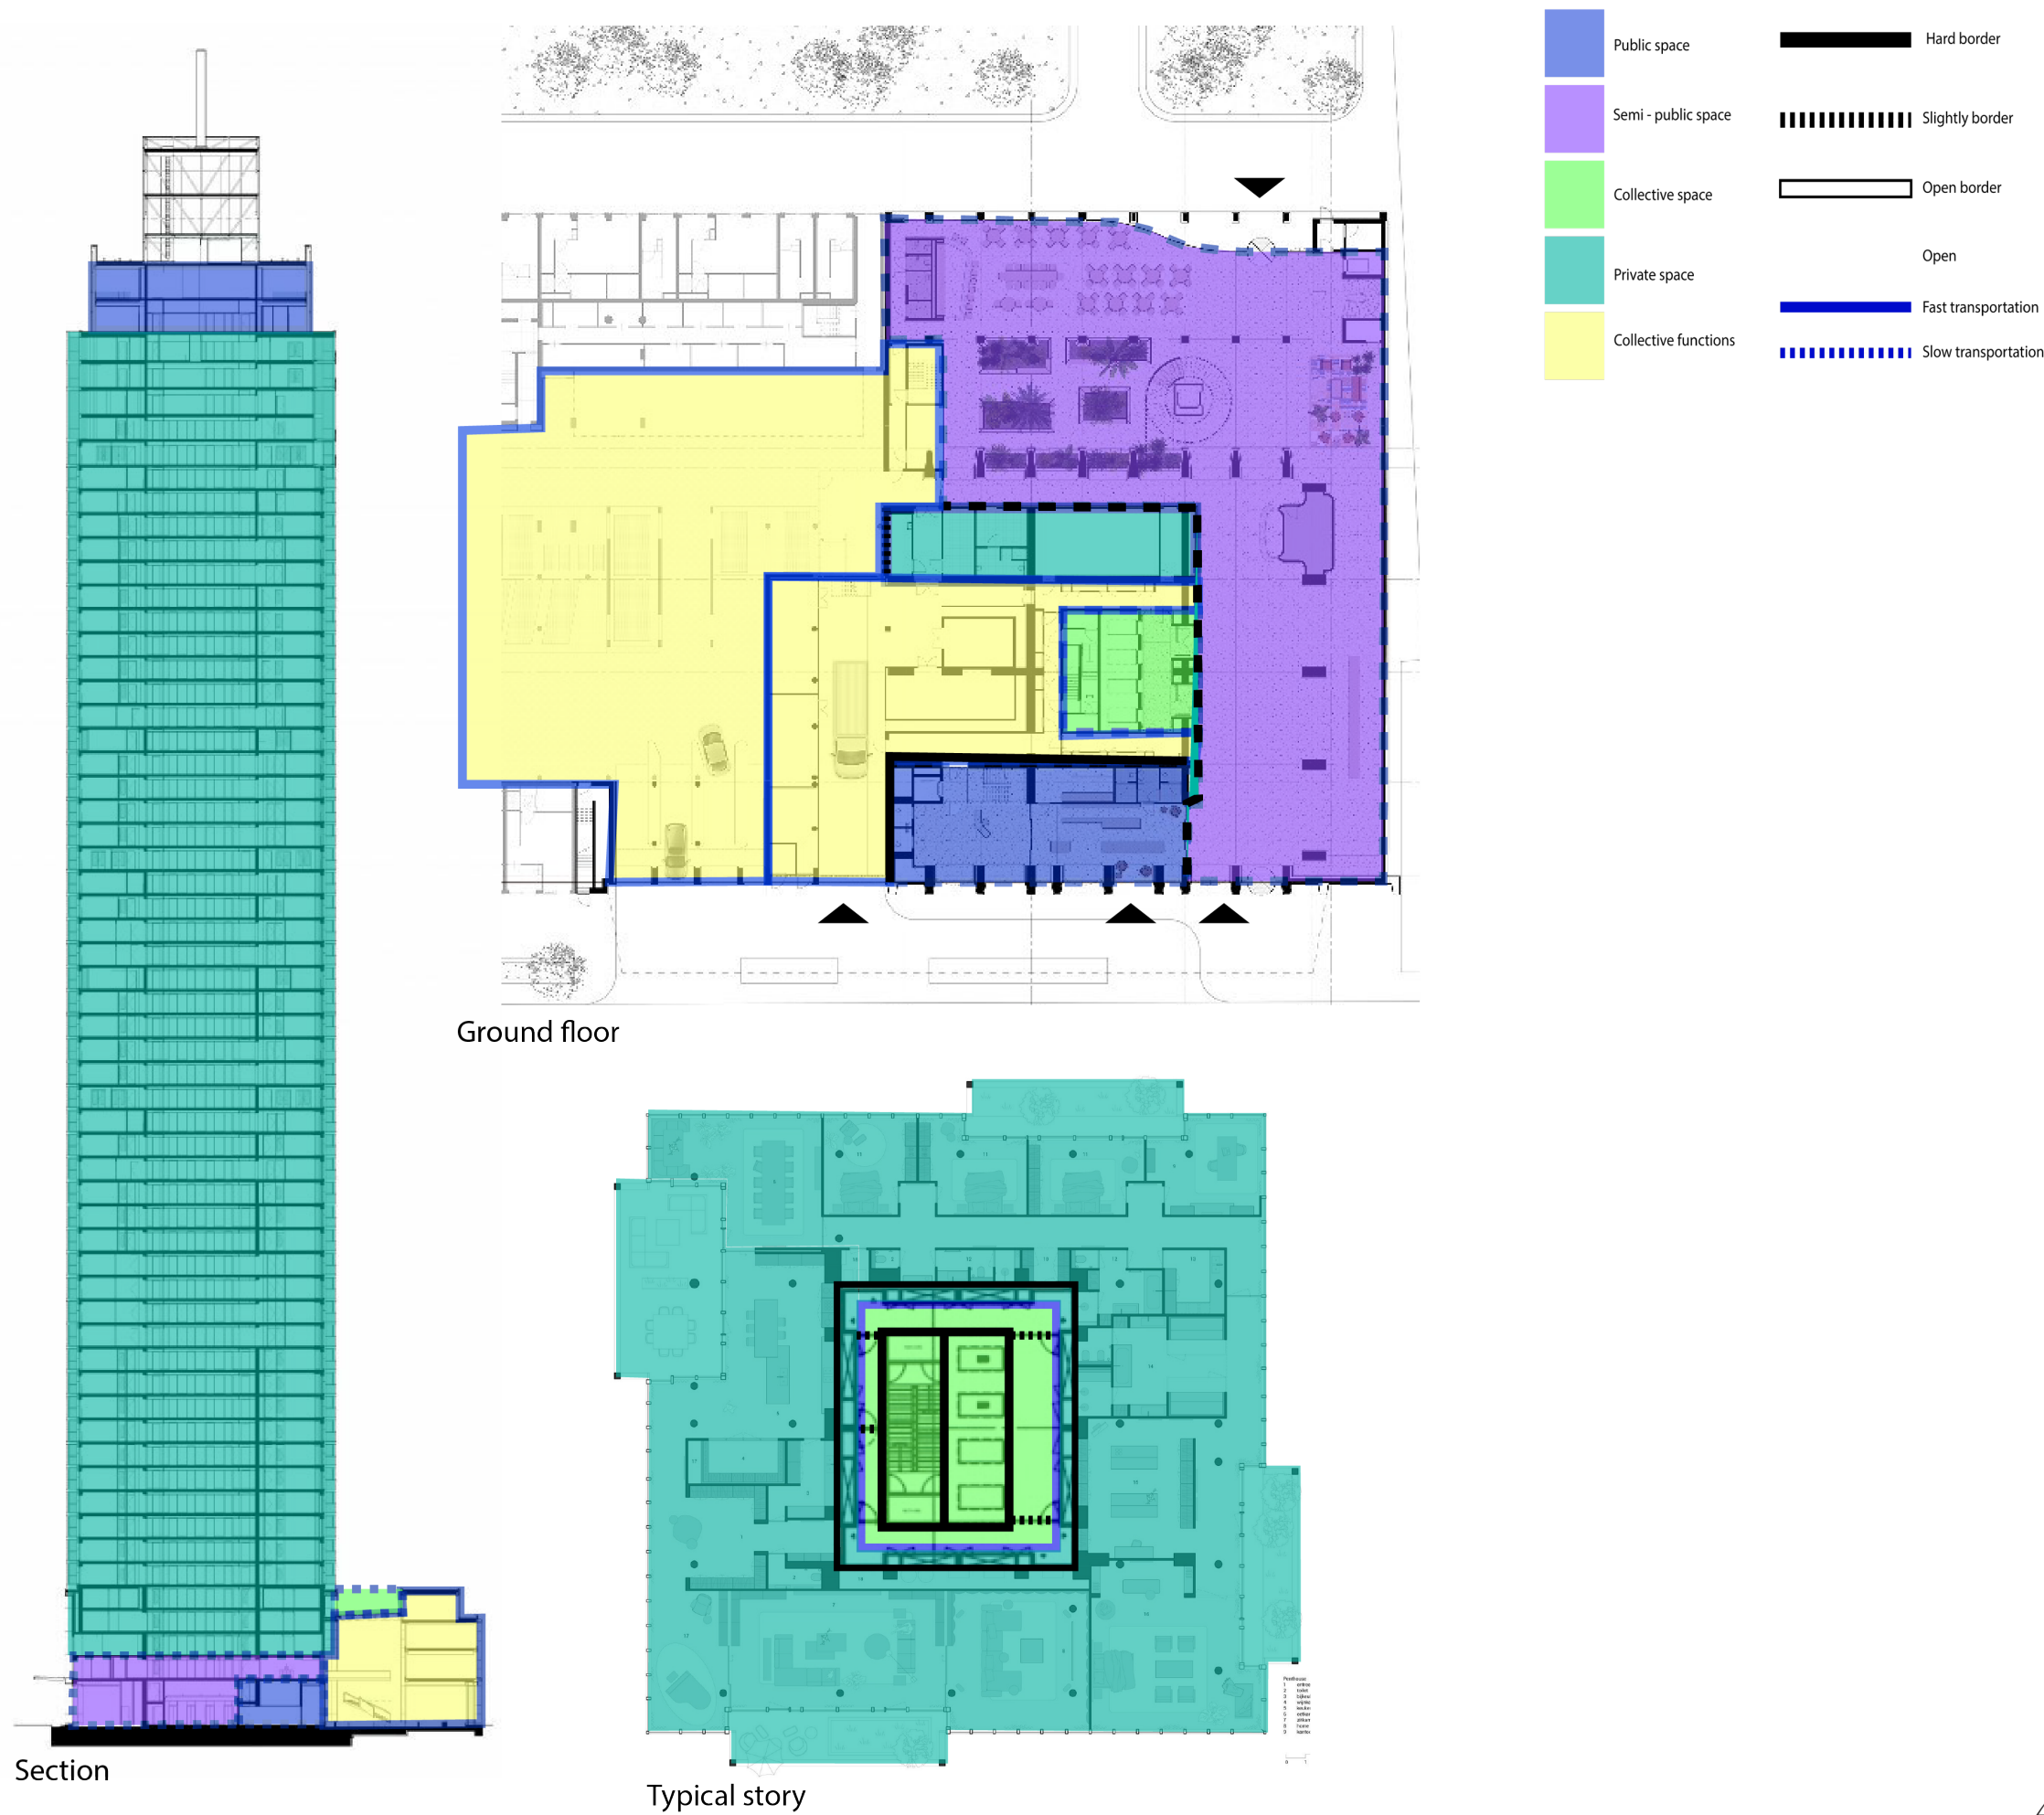 Public space
Hard border
Semi - public space
Slightly border
Collective space
Open border
Open
Private space
Fast transportation
Collective functions
Slow transportation
Ground floor
Section
Typical story
Penthouse